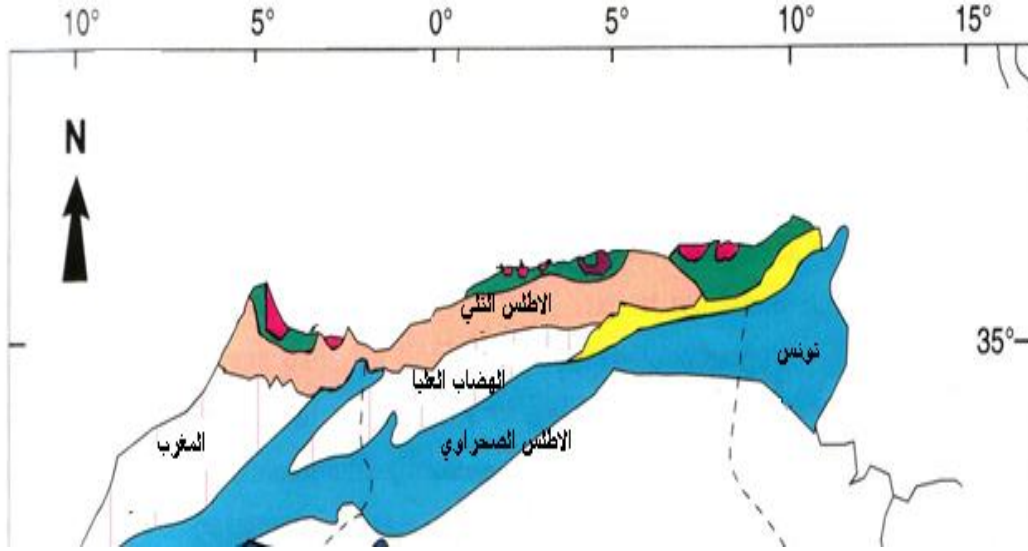 10° 5° 0° 5° 10° 15°
N
الاطلس التلي
35°
تونس
الهضاب العليا
المغرب
الاطلس الصحراوي